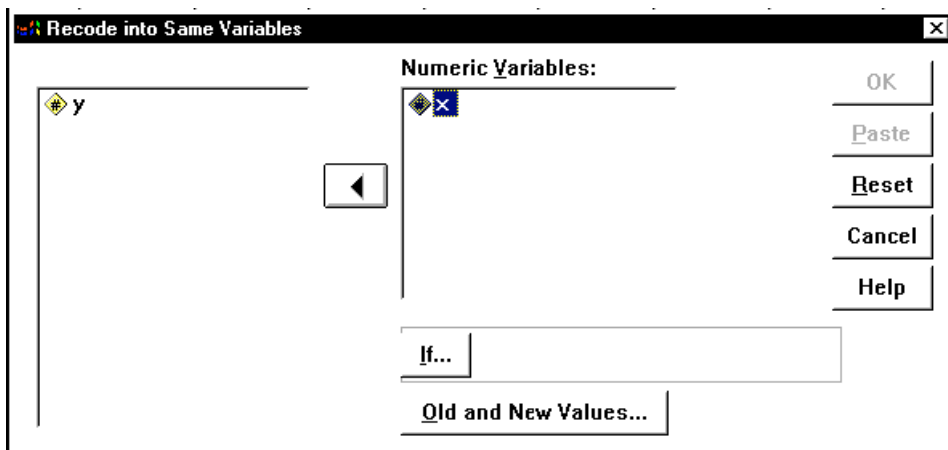 Recode into Same Variables
Numeric Variables:
# y
# x
OK
Paste
Reset
Cancel
Help
If...
Old and New Values...